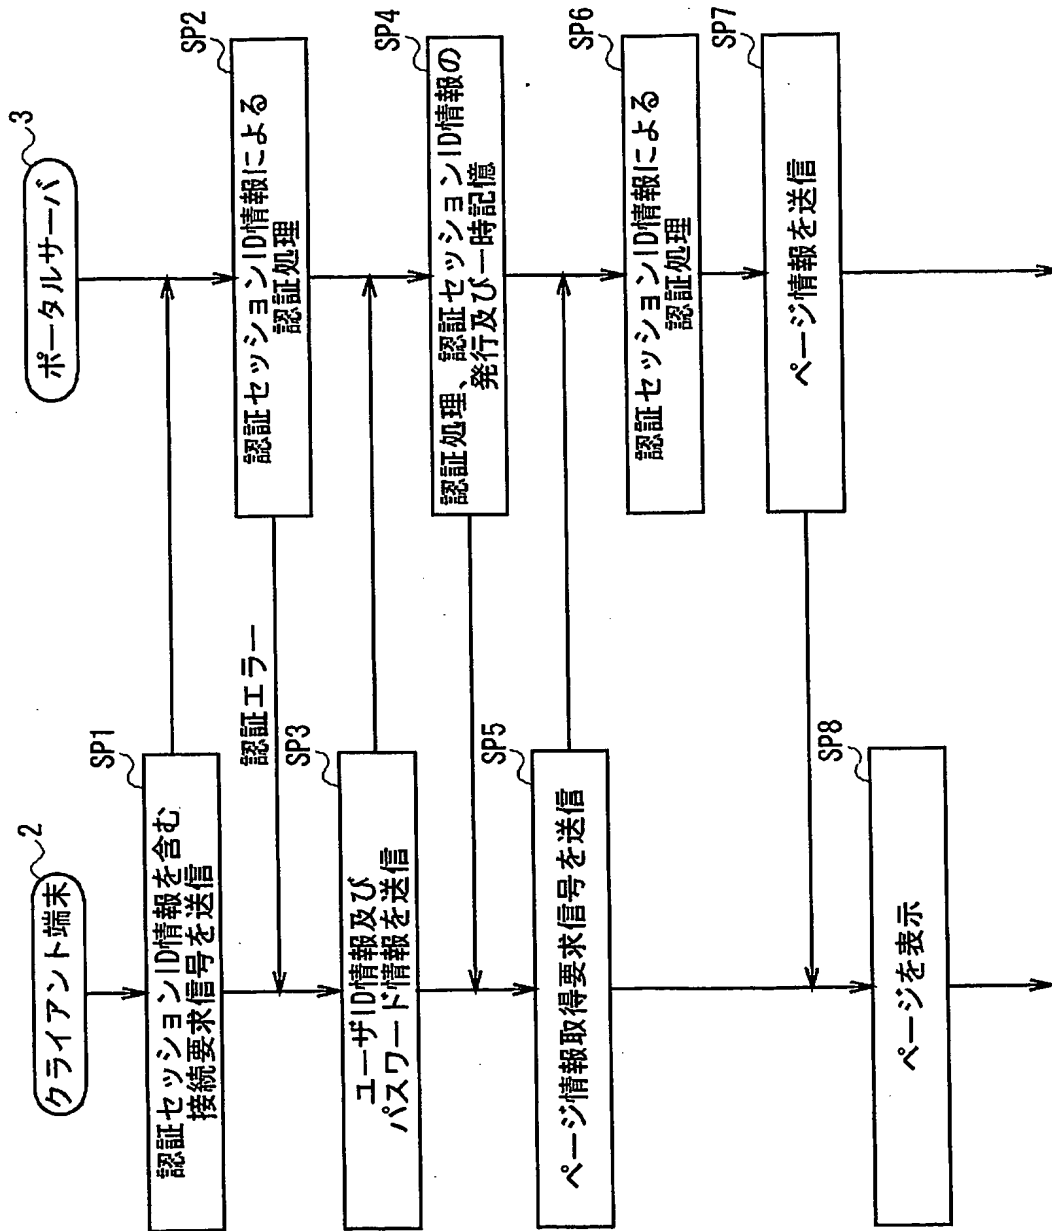 クライアント端末
2
ポータルサーバ
3
SP1
認証セッションID情報を含む
接続要求信号を送信
SP2
認証セッションID情報による
認証処理
認証エラー
SP3
ユーザID情報及び
パスワード情報を送信
SP4
認証処理、認証セッションID情報の
発行及び一時記憶
SP5
ページ情報取得要求信号を送信
SP6
認証セッションID情報による
認証処理
SP7
ページ情報を送信
SP8
ページを表示